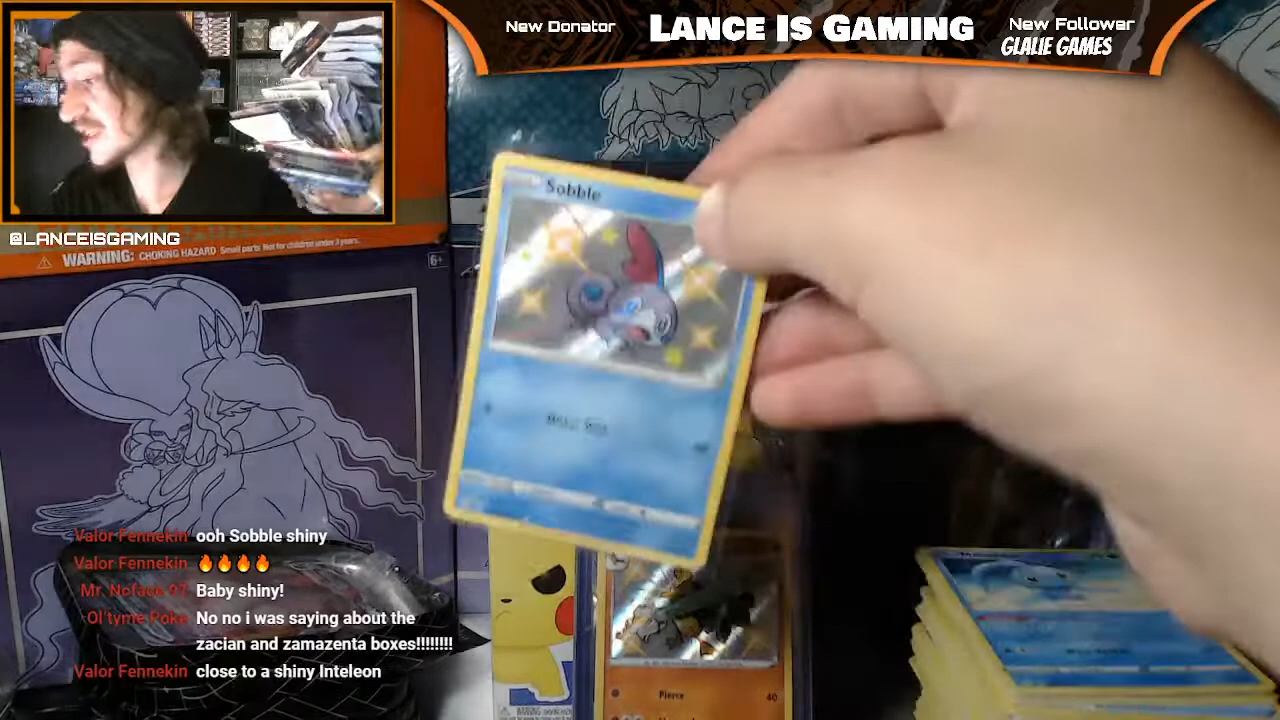 New Donator
LANCE IS GAMING
New Follower
GLALIE GAMES
@LANCEISGAMING
WARNING: CHOKING HAZARD Small parts Not for children under 3 years.
6+
Sobble
Valor Fennekin ooh Sobble shiny
Valor Fennekin 🔥🔥🔥🔥
Mr. Noface 97 Baby shiny!
Ol'tyme Poke No no i was saying about the
zacian and zamazenta boxes!!!!!!!!
Valor Fennekin close to a shiny Inteleon
Pierce 40